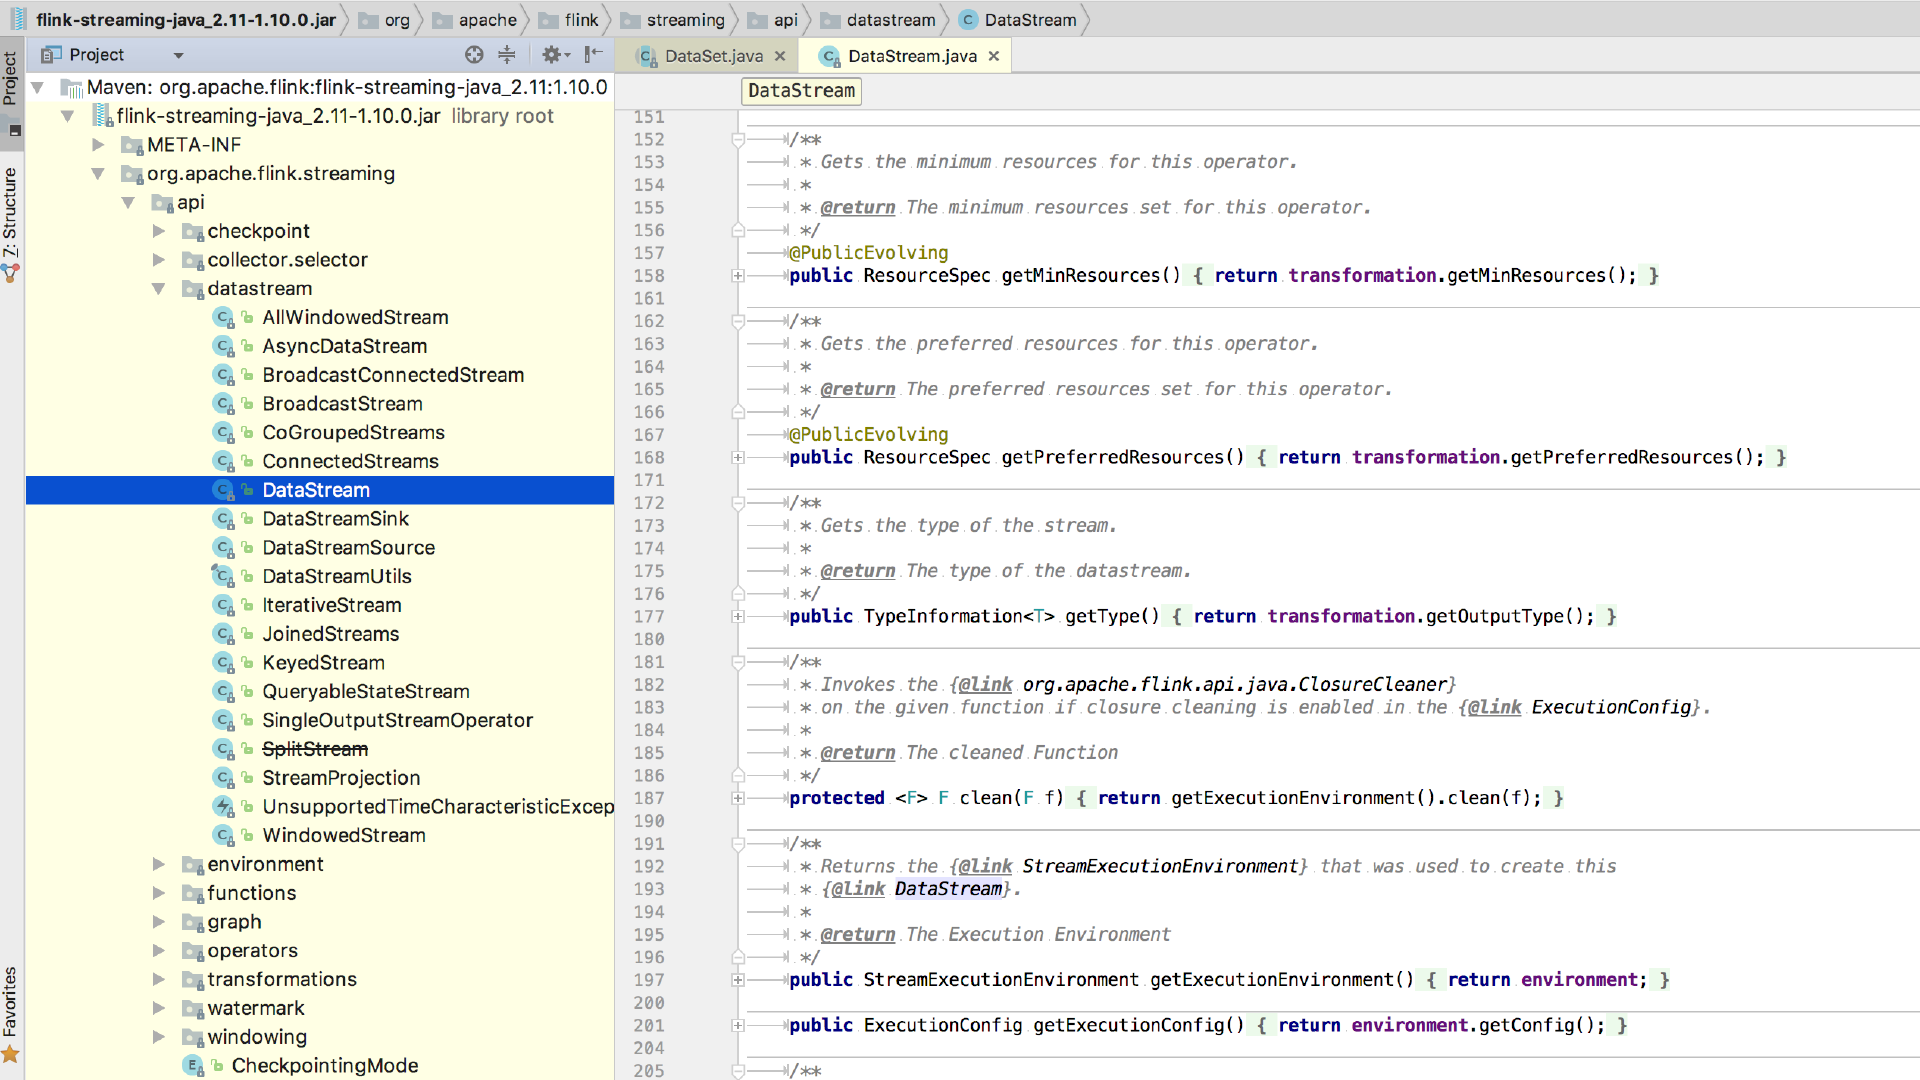 flink-streaming-java_2.11-1.10.0.jar org apache flink streaming api datastream DataStream
Project
DataSet.java
DataStream.java
Project
7: Structure
Favorites
Maven: org.apache.flink:flink-streaming-java_2.11:1.10.0
flink-streaming-java_2.11-1.10.0.jar library root
META-INF
org.apache.flink.streaming
api
checkpoint
collector.selector
datastream
AllWindowedStream
AsyncDataStream
BroadcastConnectedStream
BroadcastStream
CoGroupedStreams
ConnectedStreams
DataStream
DataStreamSink
DataStreamSource
DataStreamUtils
IterativeStream
JoinedStreams
KeyedStream
QueryableStateStream
SingleOutputStreamOperator
SplitStream
StreamProjection
UnsupportedTimeCharacteristicExcep
WindowedStream
environment
functions
graph
operators
transformations
watermark
windowing
CheckpointingMode
DataStream
151
152 /**
153 * Gets the minimum resources for this operator.
154 *
155 * @return The minimum resources set for this operator.
156 */
157 @PublicEvolving
158 public ResourceSpec getMinResources() { return transformation.getMinResources(); }
161
162 /**
163 * Gets the preferred resources for this operator.
164 *
165 * @return The preferred resources set for this operator.
166 */
167 @PublicEvolving
168 public ResourceSpec getPreferredResources() { return transformation.getPreferredResources(); }
171
172 /**
173 * Gets the type of the stream.
174 *
175 * @return The type of the datastream.
176 */
177 public TypeInformation<T> getType() { return transformation.getOutputType(); }
180
181 /**
182 * Invokes the {@link org.apache.flink.api.java.ClosureCleaner}
183 * on the given function if closure cleaning is enabled in the {@link ExecutionConfig}.
184 *
185 * @return The cleaned Function
186 */
187 protected <F> F clean(F f) { return getExecutionEnvironment().clean(f); }
190
191 /**
192 * Returns the {@link StreamExecutionEnvironment} that was used to create this
193 * {@link DataStream}.
194 *
195 * @return The Execution Environment
196 */
197 public StreamExecutionEnvironment getExecutionEnvironment() { return environment; }
200
201 public ExecutionConfig getExecutionConfig() { return environment.getConfig(); }
204
205 /**